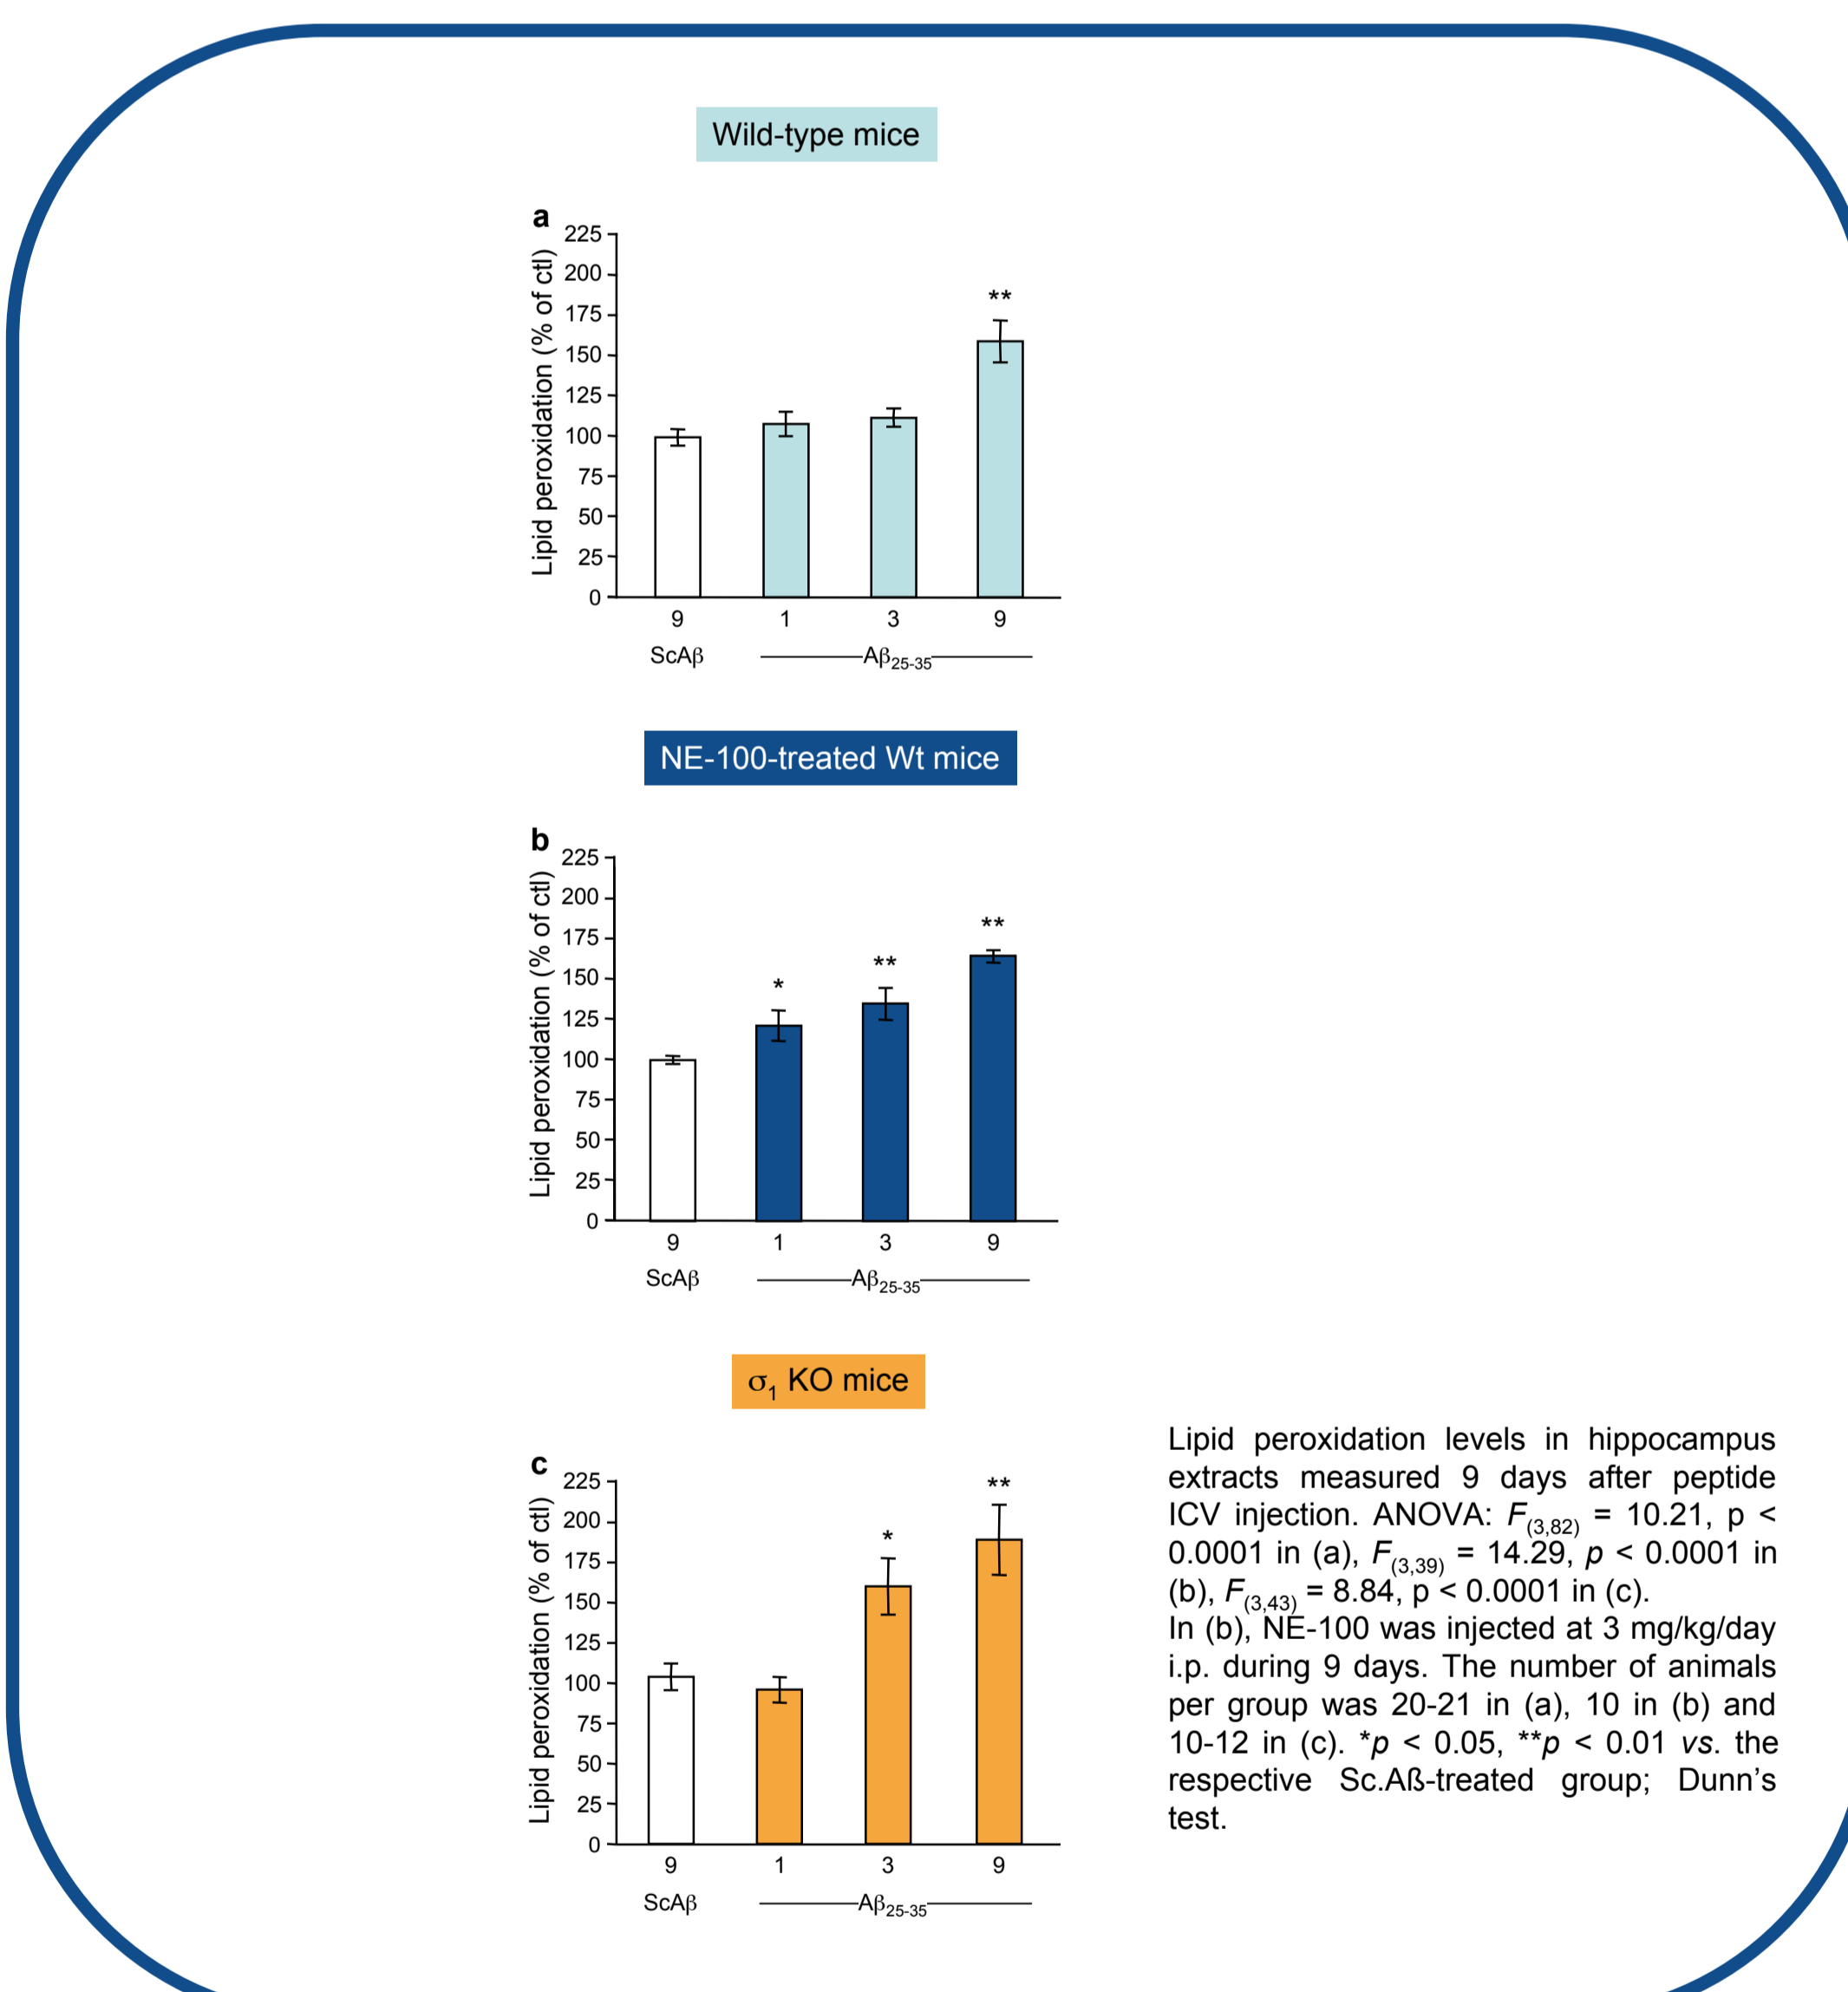 Wild-type mice
a
Lipid peroxidation (% of ctl)
225
200
175
150
125
100
75
50
25
0
**
9 1 3 9
ScAβ Aβ25-35
NE-100-treated Wt mice
b
Lipid peroxidation (% of ctl)
225
200
175
150
125
100
75
50
25
0
* ** **
9 1 3 9
ScAβ Aβ25-35
σ1 KO mice
c
Lipid peroxidation (% of ctl)
225
200
175
150
125
100
75
50
25
0
* **
9 1 3 9
ScAβ Aβ25-35
Lipid peroxidation levels in hippocampus
extracts measured 9 days after peptide
ICV injection. ANOVA: F(3,82) = 10.21, p <
0.0001 in (a), F(3,39) = 14.29, p < 0.0001 in
(b), F(3,43) = 8.84, p < 0.0001 in (c).
In (b), NE-100 was injected at 3 mg/kg/day
i.p. during 9 days. The number of animals
per group was 20-21 in (a), 10 in (b) and
10-12 in (c). *p < 0.05, **p < 0.01 vs. the
respective Sc.Aß-treated group; Dunn's
test.